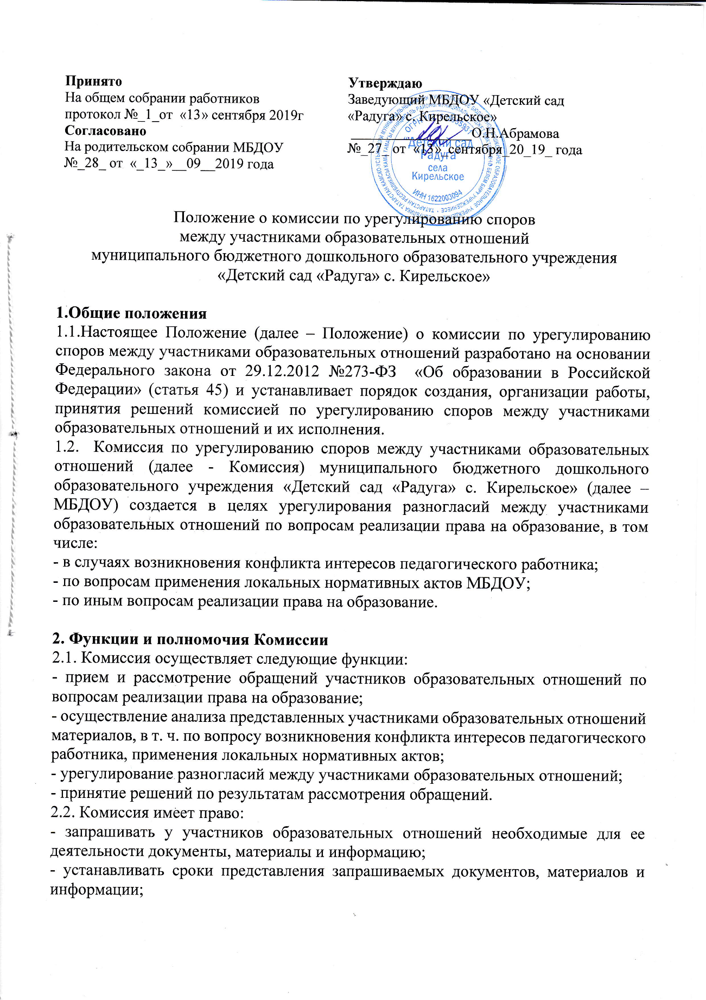 Принято
На общем собрании работников
протокол №_1_от «13» сентября 2019г
Согласовано
На родительском собрании МБДОУ
№_28_ от «_13_»__09__2019 года
Утверждаю
Заведующий МБДОУ «Детский сад
«Радуга» с. Кирельское»
________________О.Н.Абрамова
№_27_ от «13»_сентября_20_19_ года
"Детский сад
Радуга"
села
Кирельское
ИНН 1622003094
Положение о комиссии по урегулированию споров
между участниками образовательных отношений
муниципального бюджетного дошкольного образовательного учреждения
«Детский сад «Радуга» с. Кирельское»
1.Общие положения
1.1.Настоящее Положение (далее – Положение) о комиссии по урегулированию
споров между участниками образовательных отношений разработано на основании
Федерального закона от 29.12.2012 №273-ФЗ «Об образовании в Российской
Федерации» (статья 45) и устанавливает порядок создания, организации работы,
принятия решений комиссией по урегулированию споров между участниками
образовательных отношений и их исполнения.
1.2. Комиссия по урегулированию споров между участниками образовательных
отношений (далее - Комиссия) муниципального бюджетного дошкольного
образовательного учреждения «Детский сад «Радуга» с. Кирельское» (далее –
МБДОУ) создается в целях урегулирования разногласий между участниками
образовательных отношений по вопросам реализации права на образование, в том
числе:
- в случаях возникновения конфликта интересов педагогического работника;
- по вопросам применения локальных нормативных актов МБДОУ;
- по иным вопросам реализации права на образование.
2. Функции и полномочия Комиссии
2.1. Комиссия осуществляет следующие функции:
- прием и рассмотрение обращений участников образовательных отношений по
вопросам реализации права на образование;
- осуществление анализа представленных участниками образовательных отношений
материалов, в т. ч. по вопросу возникновения конфликта интересов педагогического
работника, применения локальных нормативных актов;
- урегулирование разногласий между участниками образовательных отношений;
- принятие решений по результатам рассмотрения обращений.
2.2. Комиссия имеет право:
- запрашивать у участников образовательных отношений необходимые для ее
деятельности документы, материалы и информацию;
- устанавливать сроки представления запрашиваемых документов, материалов и
информации;